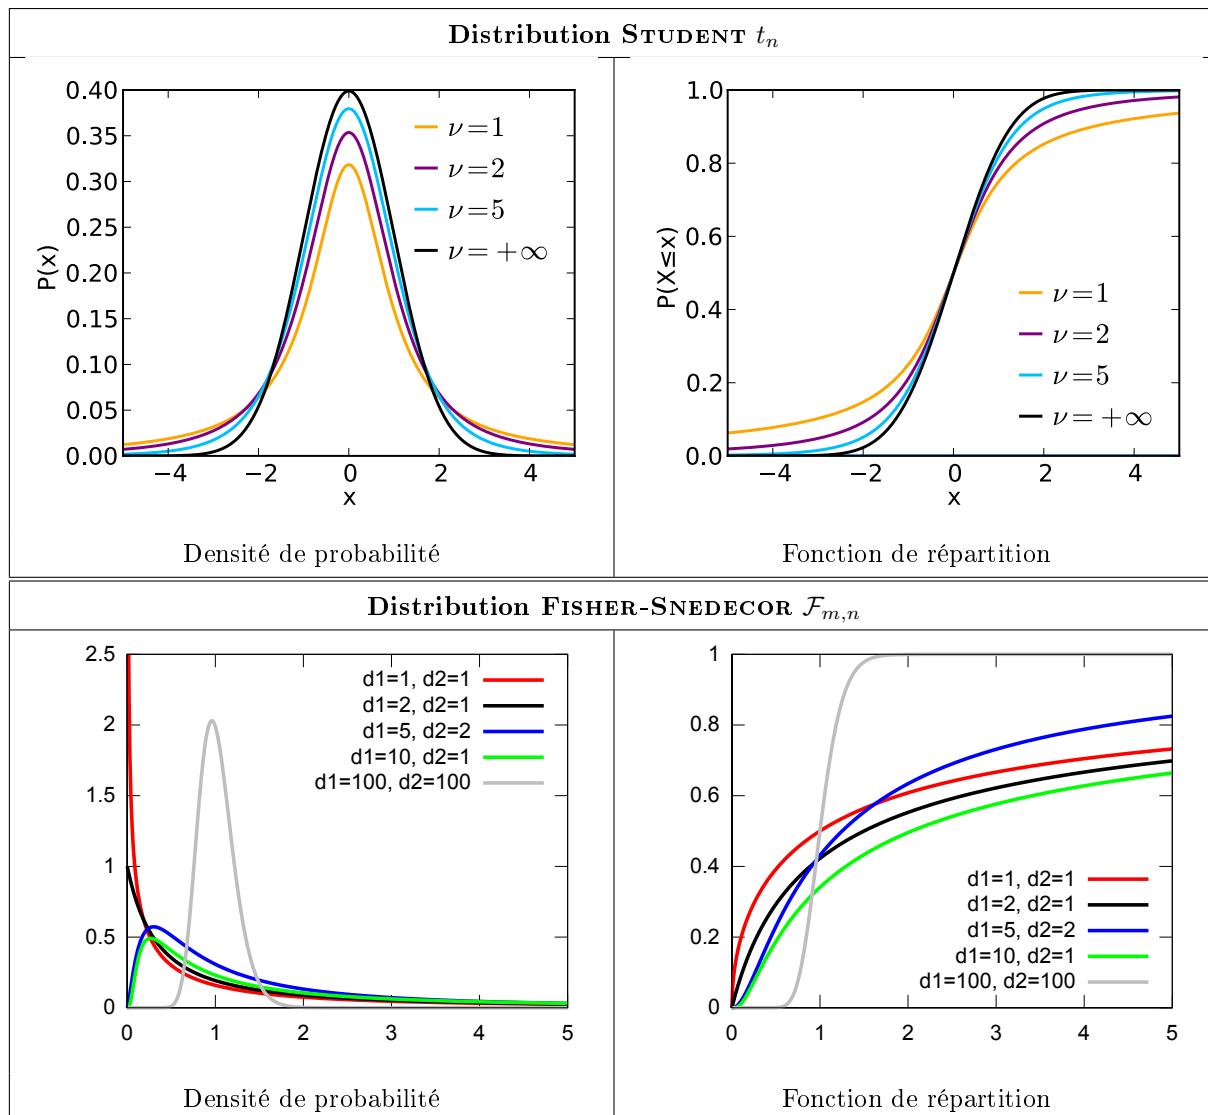 Distribution STUDENT tₙ
0.40
0.35
0.30
0.25
0.20
0.15
0.10
0.05
0.00
P(x)
−4 −2 0 2 4
x
ν=1
ν=2
ν=5
ν=+∞
Densité de probabilité
1.0
0.8
0.6
0.4
0.2
0.0
P(X≤x)
−4 −2 0 2 4
x
ν=1
ν=2
ν=5
ν=+∞
Fonction de répartition
Distribution FISHER-SNEDECOR ℱm,n
2.5
2
1.5
1
0.5
0
0 1 2 3 4 5
d1=1, d2=1
d1=2, d2=1
d1=5, d2=2
d1=10, d2=1
d1=100, d2=100
Densité de probabilité
1
0.8
0.6
0.4
0.2
0
0 1 2 3 4 5
d1=1, d2=1
d1=2, d2=1
d1=5, d2=2
d1=10, d2=1
d1=100, d2=100
Fonction de répartition